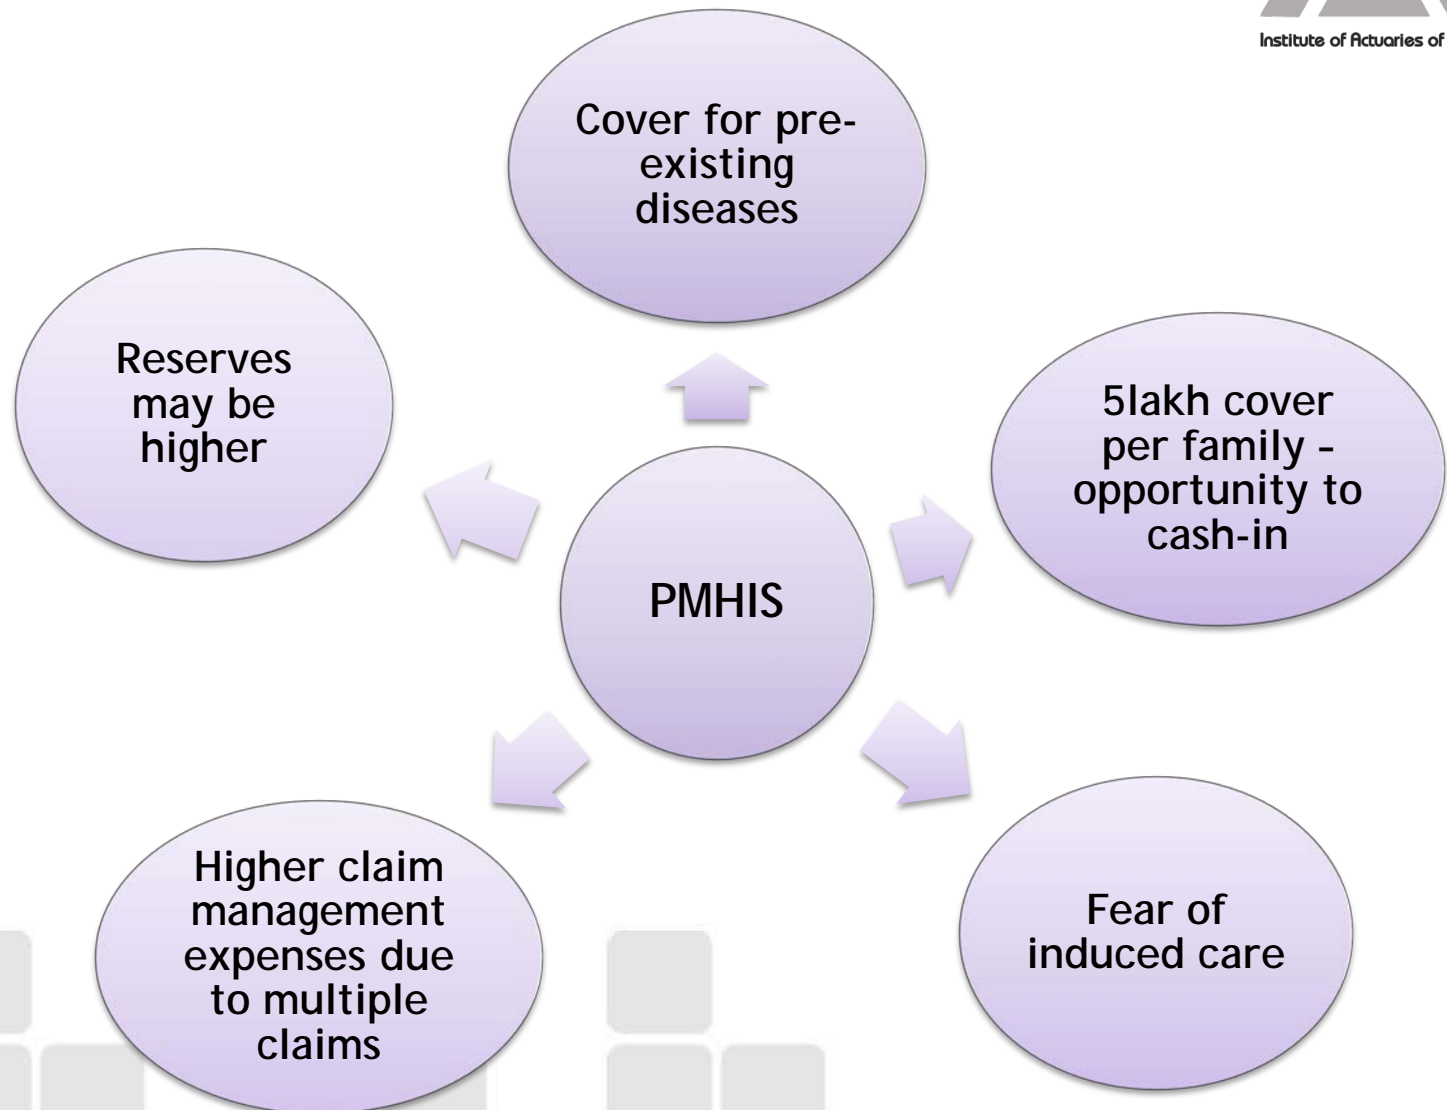 Institute of Actuaries of
Cover for pre-
existing
diseases
Reserves
may be
higher
5lakh cover
per family –
opportunity to
cash-in
PMHIS
Higher claim
management
expenses due
to multiple
claims
Fear of
induced care